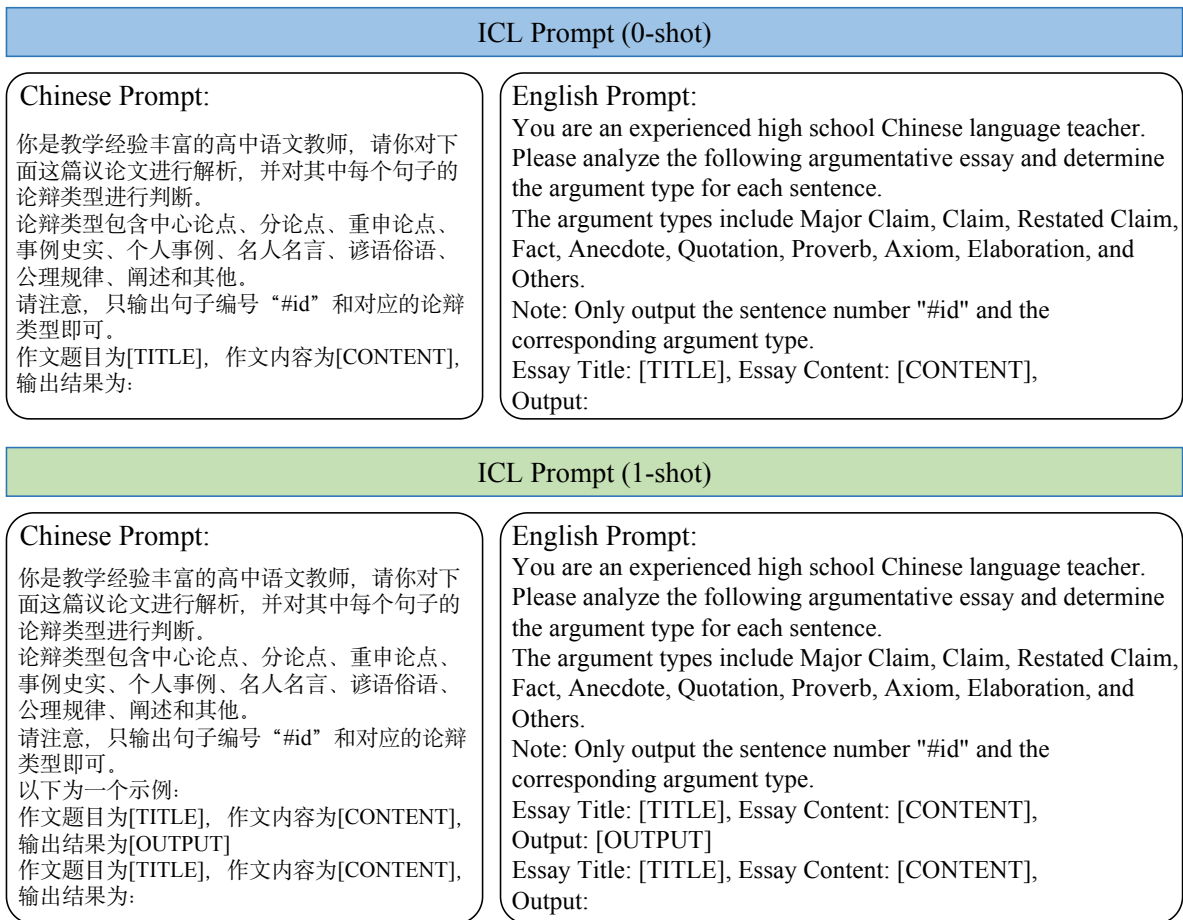 ICL Prompt (0-shot)
Chinese Prompt:
你是教学经验丰富的高中语文教师，请你对下
面这篇议论文进行解析，并对其中每个句子的
论辩类型进行判断。
论辩类型包含中心论点、分论点、重申论点、
事例史实、个人事例、名人名言、谚语俗语、
公理规律、阐述和其他。
请注意，只输出句子编号“#id”和对应的论辩
类型即可。
作文题目为[TITLE]，作文内容为[CONTENT]，
输出结果为：
English Prompt:
You are an experienced high school Chinese language teacher.
Please analyze the following argumentative essay and determine
the argument type for each sentence.
The argument types include Major Claim, Claim, Restated Claim,
Fact, Anecdote, Quotation, Proverb, Axiom, Elaboration, and
Others.
Note: Only output the sentence number "#id" and the
corresponding argument type.
Essay Title: [TITLE], Essay Content: [CONTENT],
Output:
ICL Prompt (1-shot)
Chinese Prompt:
你是教学经验丰富的高中语文教师，请你对下
面这篇议论文进行解析，并对其中每个句子的
论辩类型进行判断。
论辩类型包含中心论点、分论点、重申论点、
事例史实、个人事例、名人名言、谚语俗语、
公理规律、阐述和其他。
请注意，只输出句子编号“#id”和对应的论辩
类型即可。
以下为一个示例：
作文题目为[TITLE]，作文内容为[CONTENT]，
输出结果为[OUTPUT]
作文题目为[TITLE]，作文内容为[CONTENT]，
输出结果为：
English Prompt:
You are an experienced high school Chinese language teacher.
Please analyze the following argumentative essay and determine
the argument type for each sentence.
The argument types include Major Claim, Claim, Restated Claim,
Fact, Anecdote, Quotation, Proverb, Axiom, Elaboration, and
Others.
Note: Only output the sentence number "#id" and the
corresponding argument type.
Essay Title: [TITLE], Essay Content: [CONTENT],
Output: [OUTPUT]
Essay Title: [TITLE], Essay Content: [CONTENT],
Output: